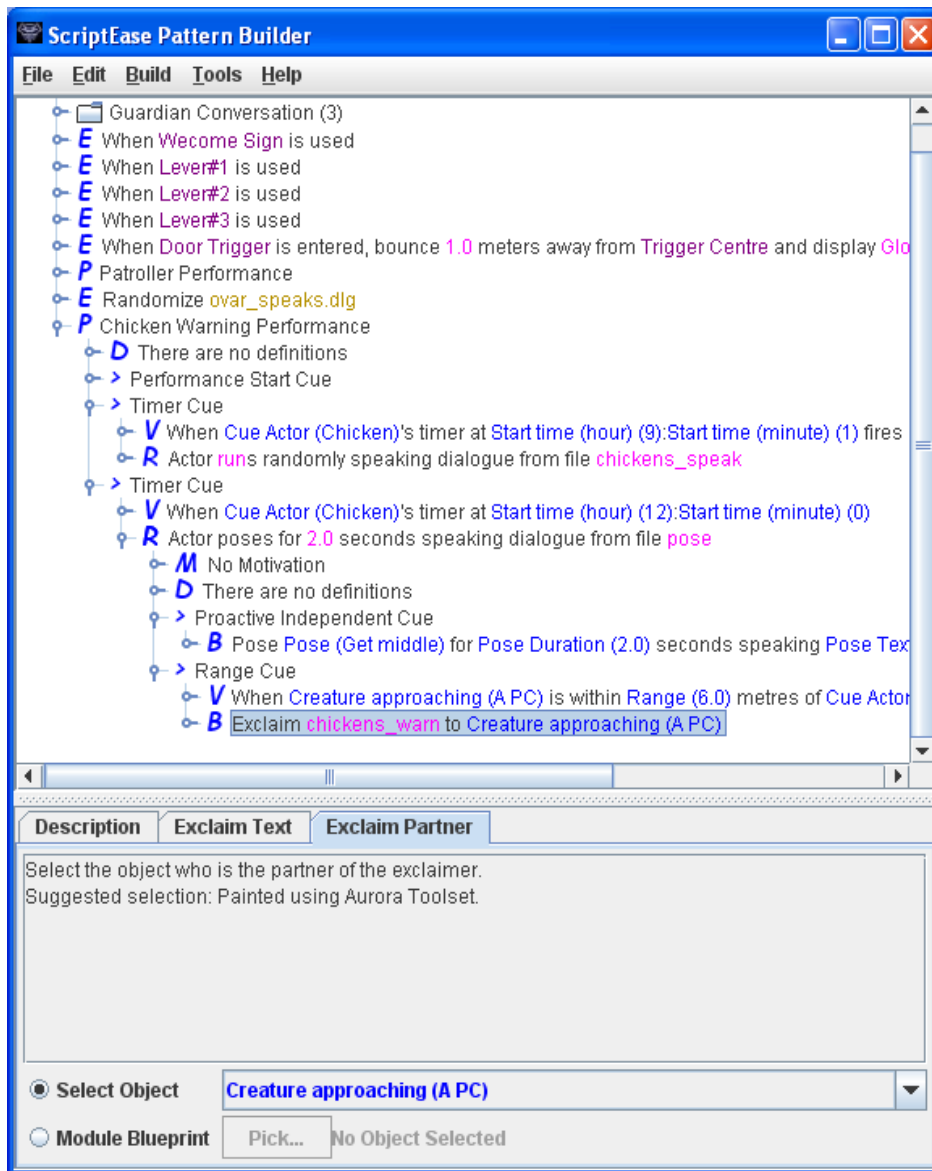 ScriptEase Pattern Builder
File Edit Build Tools Help
Guardian Conversation (3)
E When Wecome Sign is used
E When Lever#1 is used
E When Lever#2 is used
E When Lever#3 is used
E When Door Trigger is entered, bounce 1.0 meters away from Trigger Centre and display Glo
P Patroller Performance
E Randomize ovar_speaks.dlg
P Chicken Warning Performance
D There are no definitions
> Performance Start Cue
> Timer Cue
V When Cue Actor (Chicken)'s timer at Start time (hour) (9):Start time (minute) (1) fires
R Actor runs randomly speaking dialogue from file chickens_speak
> Timer Cue
V When Cue Actor (Chicken)'s timer at Start time (hour) (12):Start time (minute) (0)
R Actor poses for 2.0 seconds speaking dialogue from file pose
M No Motivation
D There are no definitions
> Proactive Independent Cue
B Pose Pose (Get middle) for Pose Duration (2.0) seconds speaking Pose Tex
> Range Cue
V When Creature approaching (A PC) is within Range (6.0) metres of Cue Actor
B Exclaim chickens_warn to Creature approaching (A PC)
Description Exclaim Text Exclaim Partner
Select the object who is the partner of the exclaimer.
Suggested selection: Painted using Aurora Toolset.
Select Object Creature approaching (A PC)
Module Blueprint Pick... No Object Selected